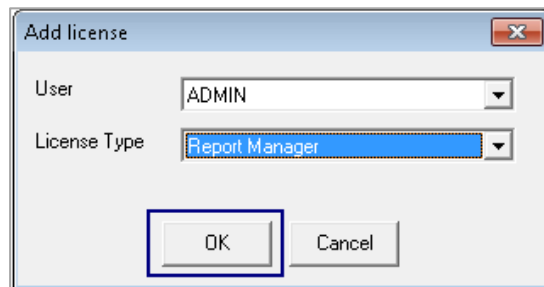 Add license
User
ADMIN
License Type
Report Manager
OK
Cancel